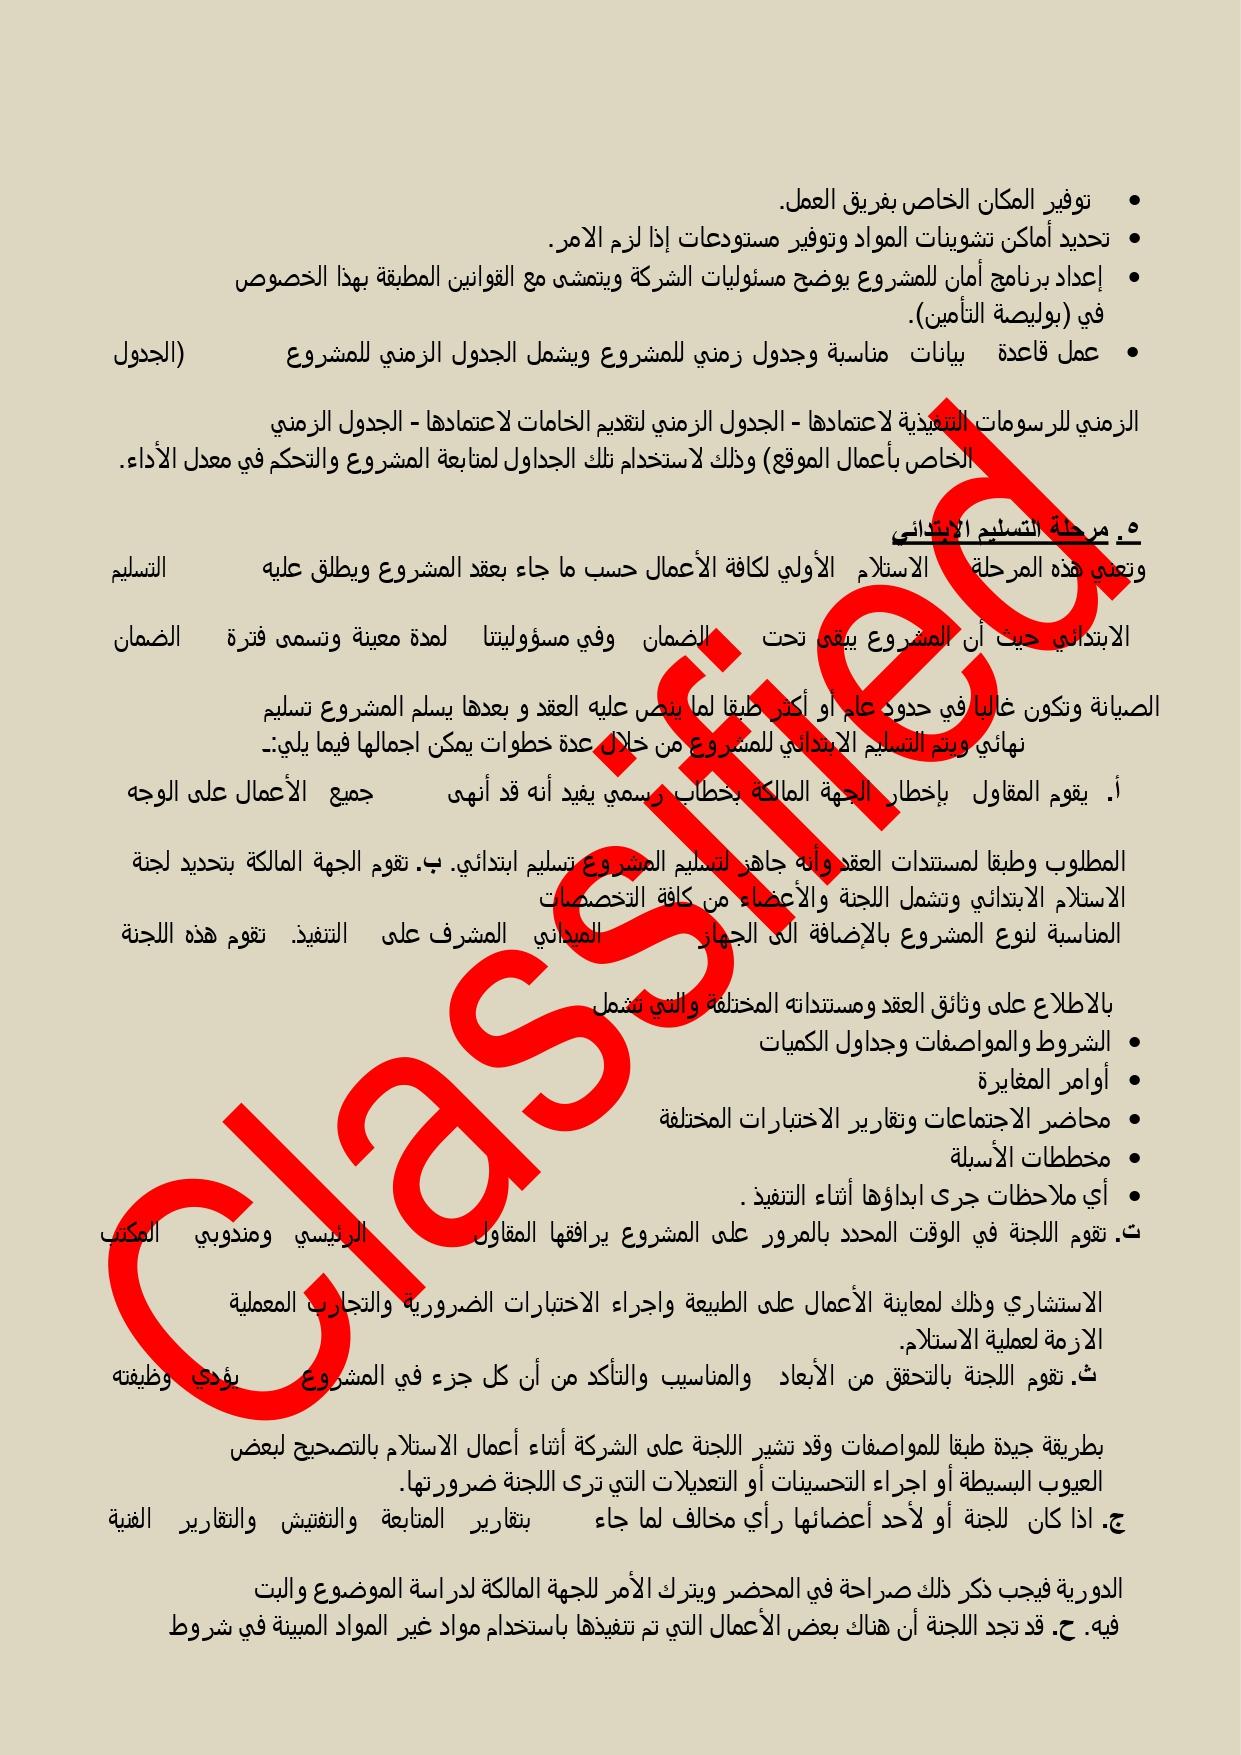 • توفير المكان الخاص بفريق العمل.
• تحديد أماكن تشوينات المواد وتوفير مستودعات إذا لزم الامر.
• إعداد برنامج أمان للمشروع يوضح مسئوليات الشركة ويتمشى مع القوانين المطبقة بهذا الخصوص
في (بوليصة التأمين).
• عمل قاعدة بيانات مناسبة وجدول زمني للمشروع ويشمل الجدول الزمني للمشروع (الجدول
الزمني للرسومات التنفيذية لاعتمادها - الجدول الزمني لتقديم الخامات لاعتمادها - الجدول الزمني
الخاص بأعمال الموقع) وذلك لاستخدام تلك الجداول لمتابعة المشروع والتحكم في معدل الأداء.
٥. مرحلة التسليم الابتدائي
وتعني هذه المرحلة الاستلام الأولي لكافة الأعمال حسب ما جاء بعقد المشروع ويطلق عليه التسليم
الابتدائي حيث أن المشروع يبقى تحت الضمان وفي مسؤوليتنا لمدة معينة وتسمى فترة الضمان
الصيانة وتكون غالبا في حدود عام أو أكثر طبقا لما ينص عليه العقد و بعدها يسلم المشروع تسليم
نهائي ويتم التسليم الابتدائي للمشروع من خلال عدة خطوات يمكن اجمالها فيما يلي:ـ
أ. يقوم المقاول بإخطار الجهة المالكة بخطاب رسمي يفيد أنه قد أنهى جميع الأعمال على الوجه
المطلوب وطبقا لمستندات العقد وأنه جاهز لتسليم المشروع تسليم ابتدائي. ب. تقوم الجهة المالكة بتحديد لجنة
الاستلام الابتدائي وتشمل اللجنة والأعضاء من كافة التخصصات
المناسبة لنوع المشروع بالإضافة الى الجهاز الميداني المشرف على التنفيذ. تقوم هذه اللجنة
بالاطلاع على وثائق العقد ومستنداته المختلفة والتي تشمل
• الشروط والمواصفات وجداول الكميات
• أوامر المغايرة
• محاضر الاجتماعات وتقارير الاختبارات المختلفة
• مخططات الأسبلة
• أي ملاحظات جرى ابداؤها أثناء التنفيذ .
ت. تقوم اللجنة في الوقت المحدد بالمرور على المشروع يرافقها المقاول الرئيسي ومندوبي المكتب
الاستشاري وذلك لمعاينة الأعمال على الطبيعة واجراء الاختبارات الضرورية والتجارب المعملية
الازمة لعملية الاستلام.
ث. تقوم اللجنة بالتحقق من الأبعاد والمناسيب والتأكد من أن كل جزء في المشروع يؤدي وظيفته
بطريقة جيدة طبقا للمواصفات وقد تشير اللجنة على الشركة أثناء أعمال الاستلام بالتصحيح لبعض
العيوب البسيطة أو اجراء التحسينات أو التعديلات التي ترى اللجنة ضرورتها.
ج. اذا كان للجنة أو لأحد أعضائها رأي مخالف لما جاء بتقارير المتابعة والتفتيش والتقارير الفنية
الدورية فيجب ذكر ذلك صراحة في المحضر ويترك الأمر للجهة المالكة لدراسة الموضوع والبت
فيه. ح. قد تجد اللجنة أن هناك بعض الأعمال التي تم تنفيذها باستخدام مواد غير المواد المبينة في شروط
Classified